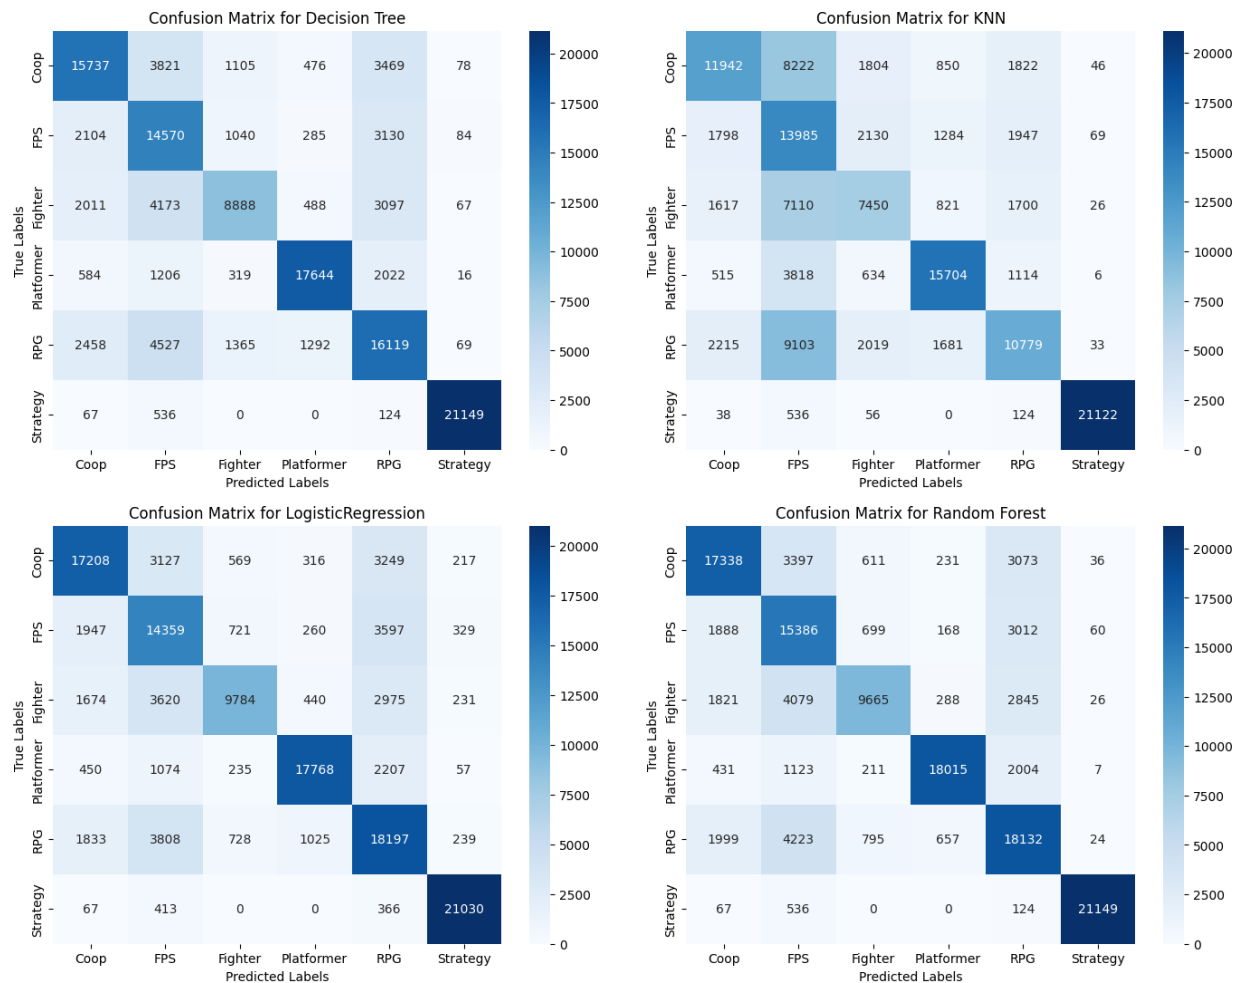 Confusion Matrix for Decision Tree
True Labels
Coop 15737 3821 1105 476 3469 78
FPS 2104 14570 1040 285 3130 84
Fighter 2011 4173 8888 488 3097 67
Platformer 584 1206 319 17644 2022 16
RPG 2458 4527 1365 1292 16119 69
Strategy 67 536 0 0 124 21149
Coop FPS Fighter Platformer RPG Strategy
Predicted Labels
20000
17500
15000
12500
10000
7500
5000
2500
0
Confusion Matrix for KNN
True Labels
Coop 11942 8222 1804 850 1822 46
FPS 1798 13985 2130 1284 1947 69
Fighter 1617 7110 7450 821 1700 26
Platformer 515 3818 634 15704 1114 6
RPG 2215 9103 2019 1681 10779 33
Strategy 38 536 56 0 124 21122
Coop FPS Fighter Platformer RPG Strategy
Predicted Labels
20000
17500
15000
12500
10000
7500
5000
2500
0
Confusion Matrix for LogisticRegression
True Labels
Coop 17208 3127 569 316 3249 217
FPS 1947 14359 721 260 3597 329
Fighter 1674 3620 9784 440 2975 231
Platformer 450 1074 235 17768 2207 57
RPG 1833 3808 728 1025 18197 239
Strategy 67 413 0 0 366 21030
Coop FPS Fighter Platformer RPG Strategy
Predicted Labels
20000
17500
15000
12500
10000
7500
5000
2500
0
Confusion Matrix for Random Forest
True Labels
Coop 17338 3397 611 231 3073 36
FPS 1888 15386 699 168 3012 60
Fighter 1821 4079 9665 288 2845 26
Platformer 431 1123 211 18015 2004 7
RPG 1999 4223 795 657 18132 24
Strategy 67 536 0 0 124 21149
Coop FPS Fighter Platformer RPG Strategy
Predicted Labels
20000
17500
15000
12500
10000
7500
5000
2500
0